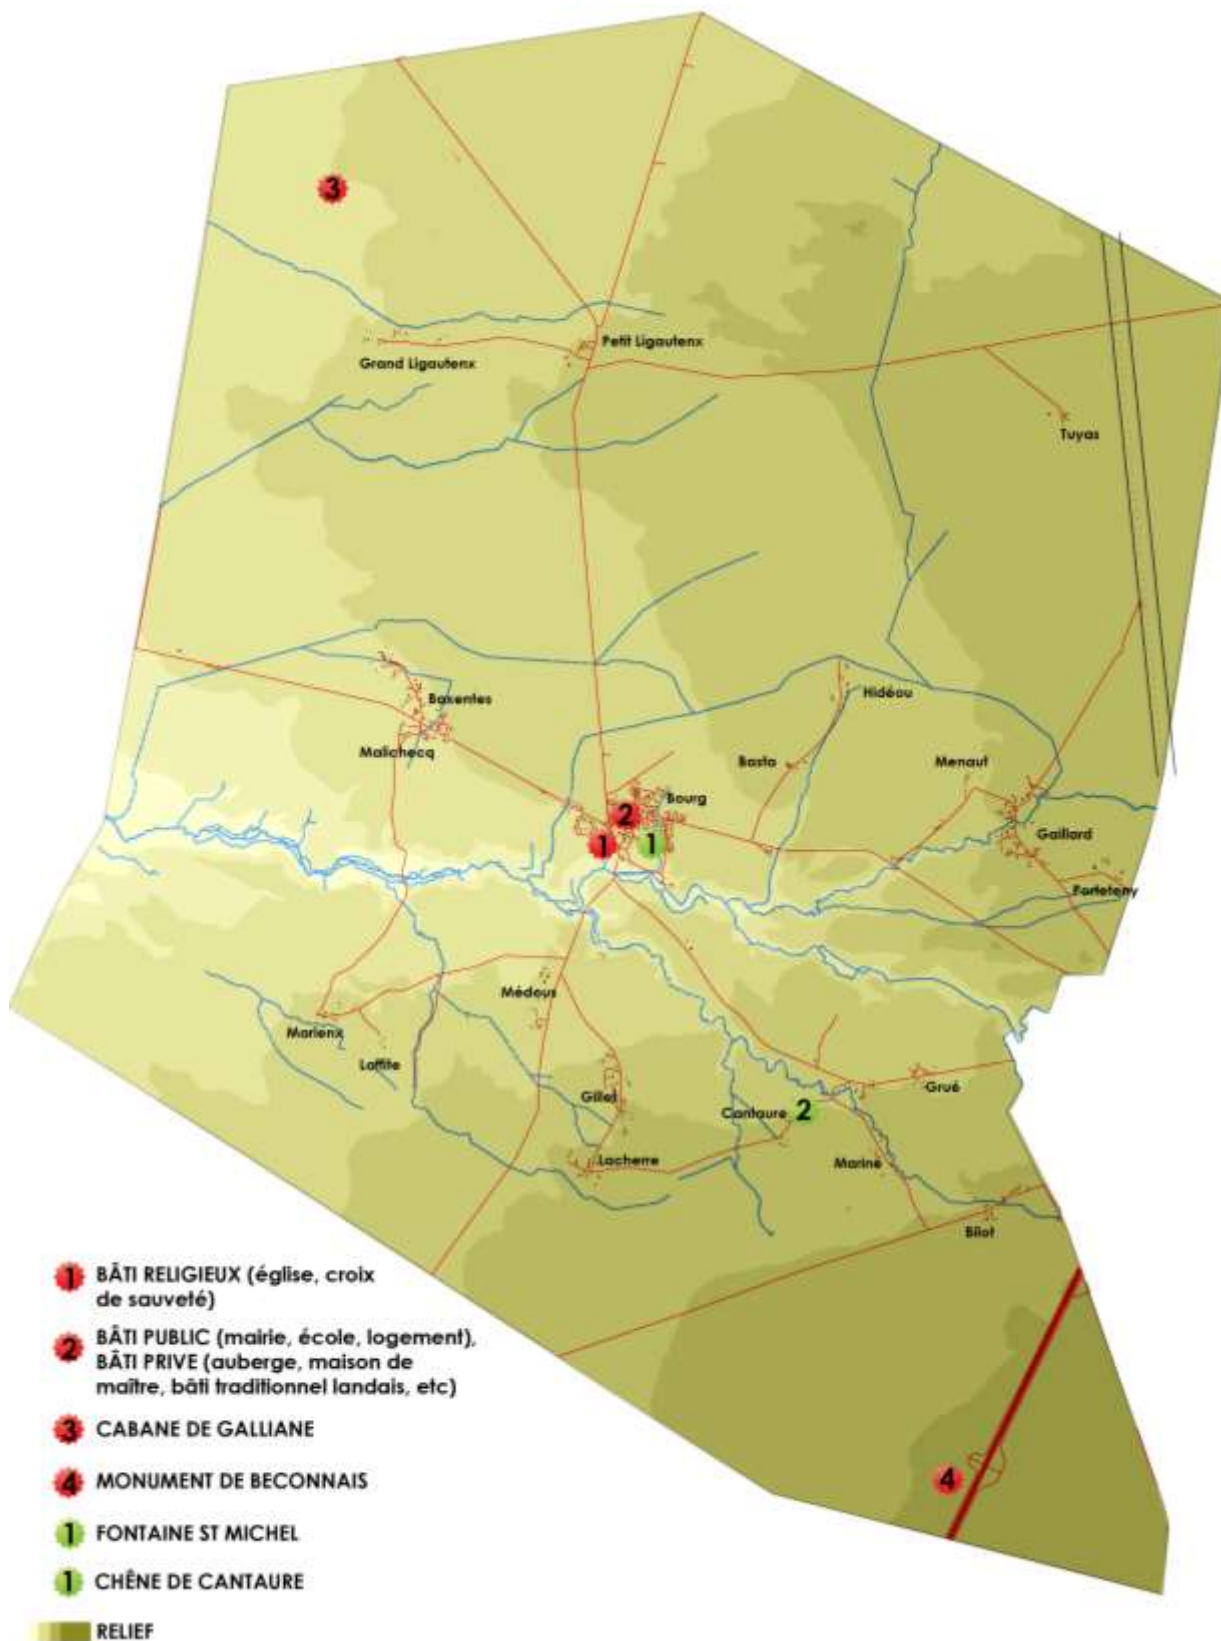 3
Petit Ligautenx
Grand Ligautenx
Tuyas
Hidéou
Baxentes
Malichecq
Basta
Menaut
Bourg
2
1
1
Gaillard
Parteteny
Médous
Marienx
Laffite
Grué
Gillet
Cantaure
2
Lacherre
Marine
Bilot
1 BÂTI RELIGIEUX (église, croix
de sauveté)
2 BÂTI PUBLIC (mairie, école, logement),
BÂTI PRIVE (auberge, maison de
maître, bâti traditionnel landais, etc)
3 CABANE DE GALLIANE
4 MONUMENT DE BECONNAIS
4
1 FONTAINE ST MICHEL
1 CHÊNE DE CANTAURE
RELIEF